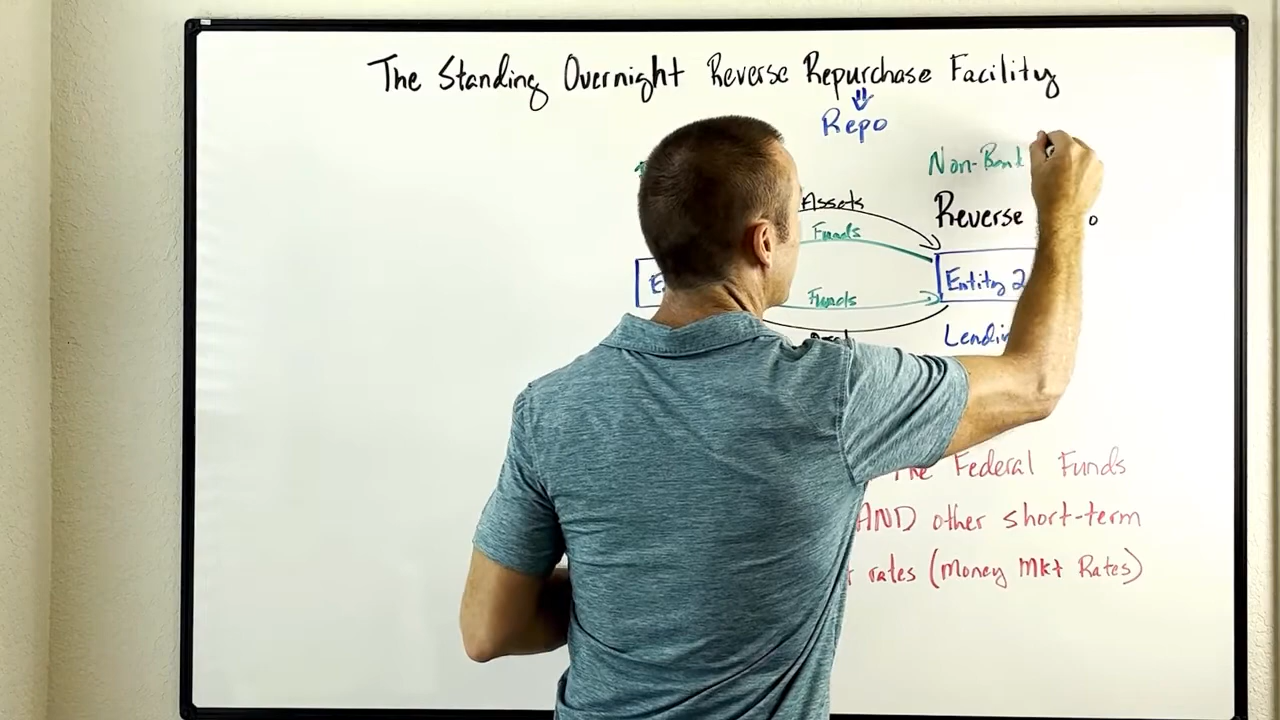 The Standing Overnight Reverse Repurchase Facility
Repo
Non-Bank
Assets
Reverse
Funds
Entity 2
Funds
Lendin
The Federal Funds
AND other short-term
rates (Money Mkt Rates)